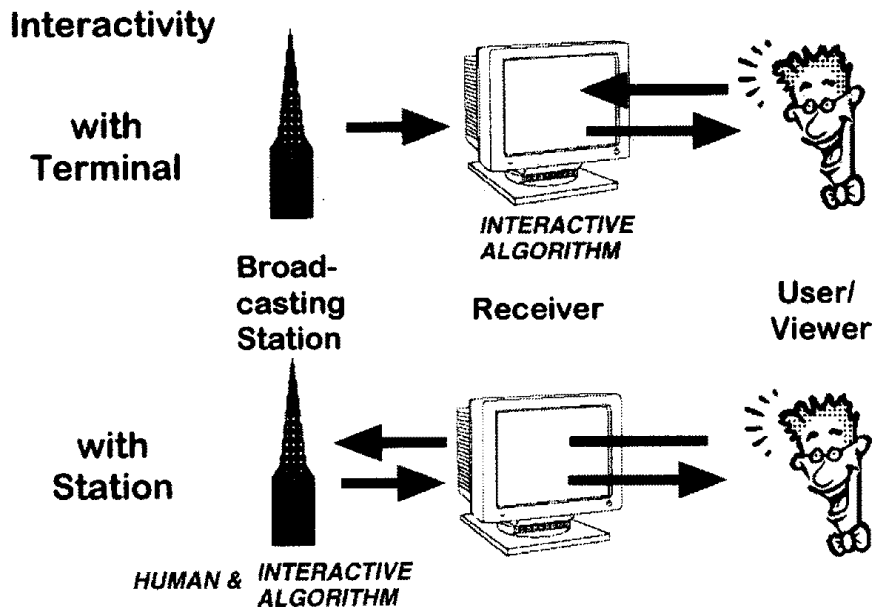 Interactivity
with
Terminal
INTERACTIVE
ALGORITHM
Broad-
casting
Station
Receiver
User/
Viewer
with
Station
HUMAN & INTERACTIVE
ALGORITHM